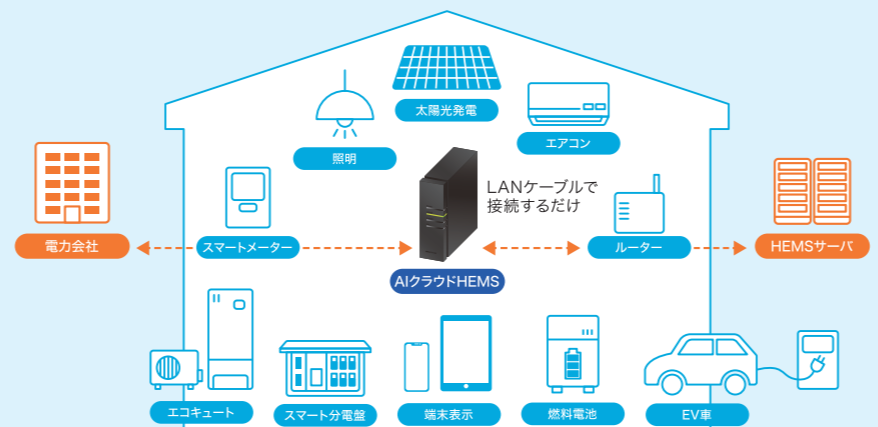 太陽光発電
エアコン
照明
LANケーブルで
接続するだけ
電力会社
スマートメーター
ルーター
HEMSサーバ
AIクラウドHEMS
エコキュート
スマート分電盤
端末表示
燃料電池
EV車